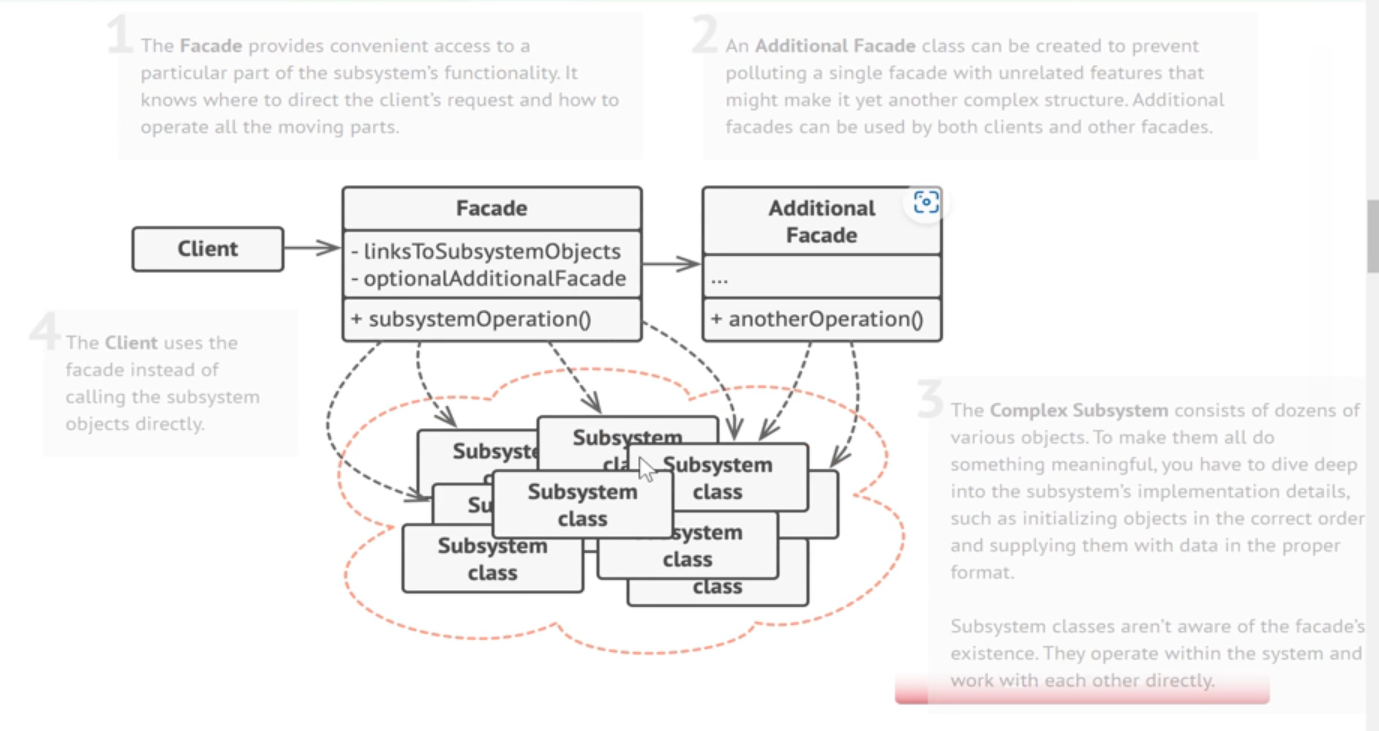 1
The Facade provides convenient access to a
particular part of the subsystem's functionality. It
knows where to direct the client's request and how to
operate all the moving parts.
2
An Additional Facade class can be created to prevent
polluting a single facade with unrelated features that
might make it yet another complex structure. Additional
facades can be used by both clients and other facades.
Client
Facade
- linksToSubsystemObjects
- optionalAdditionalFacade
+ subsystemOperation()
Additional
Facade
...
+ anotherOperation()
4
The Client uses the
facade instead of
calling the subsystem
objects directly.
3
The Complex Subsystem consists of dozens of
various objects. To make them all do
something meaningful, you have to dive deep
into the subsystem's implementation details,
such as initializing objects in the correct order
and supplying them with data in the proper
format.
Subsystem classes aren't aware of the facade's
existence. They operate within the system and
work with each other directly.
Subsystem
Subsystem
class
Subsystem
class
Subsystem
class
class
class